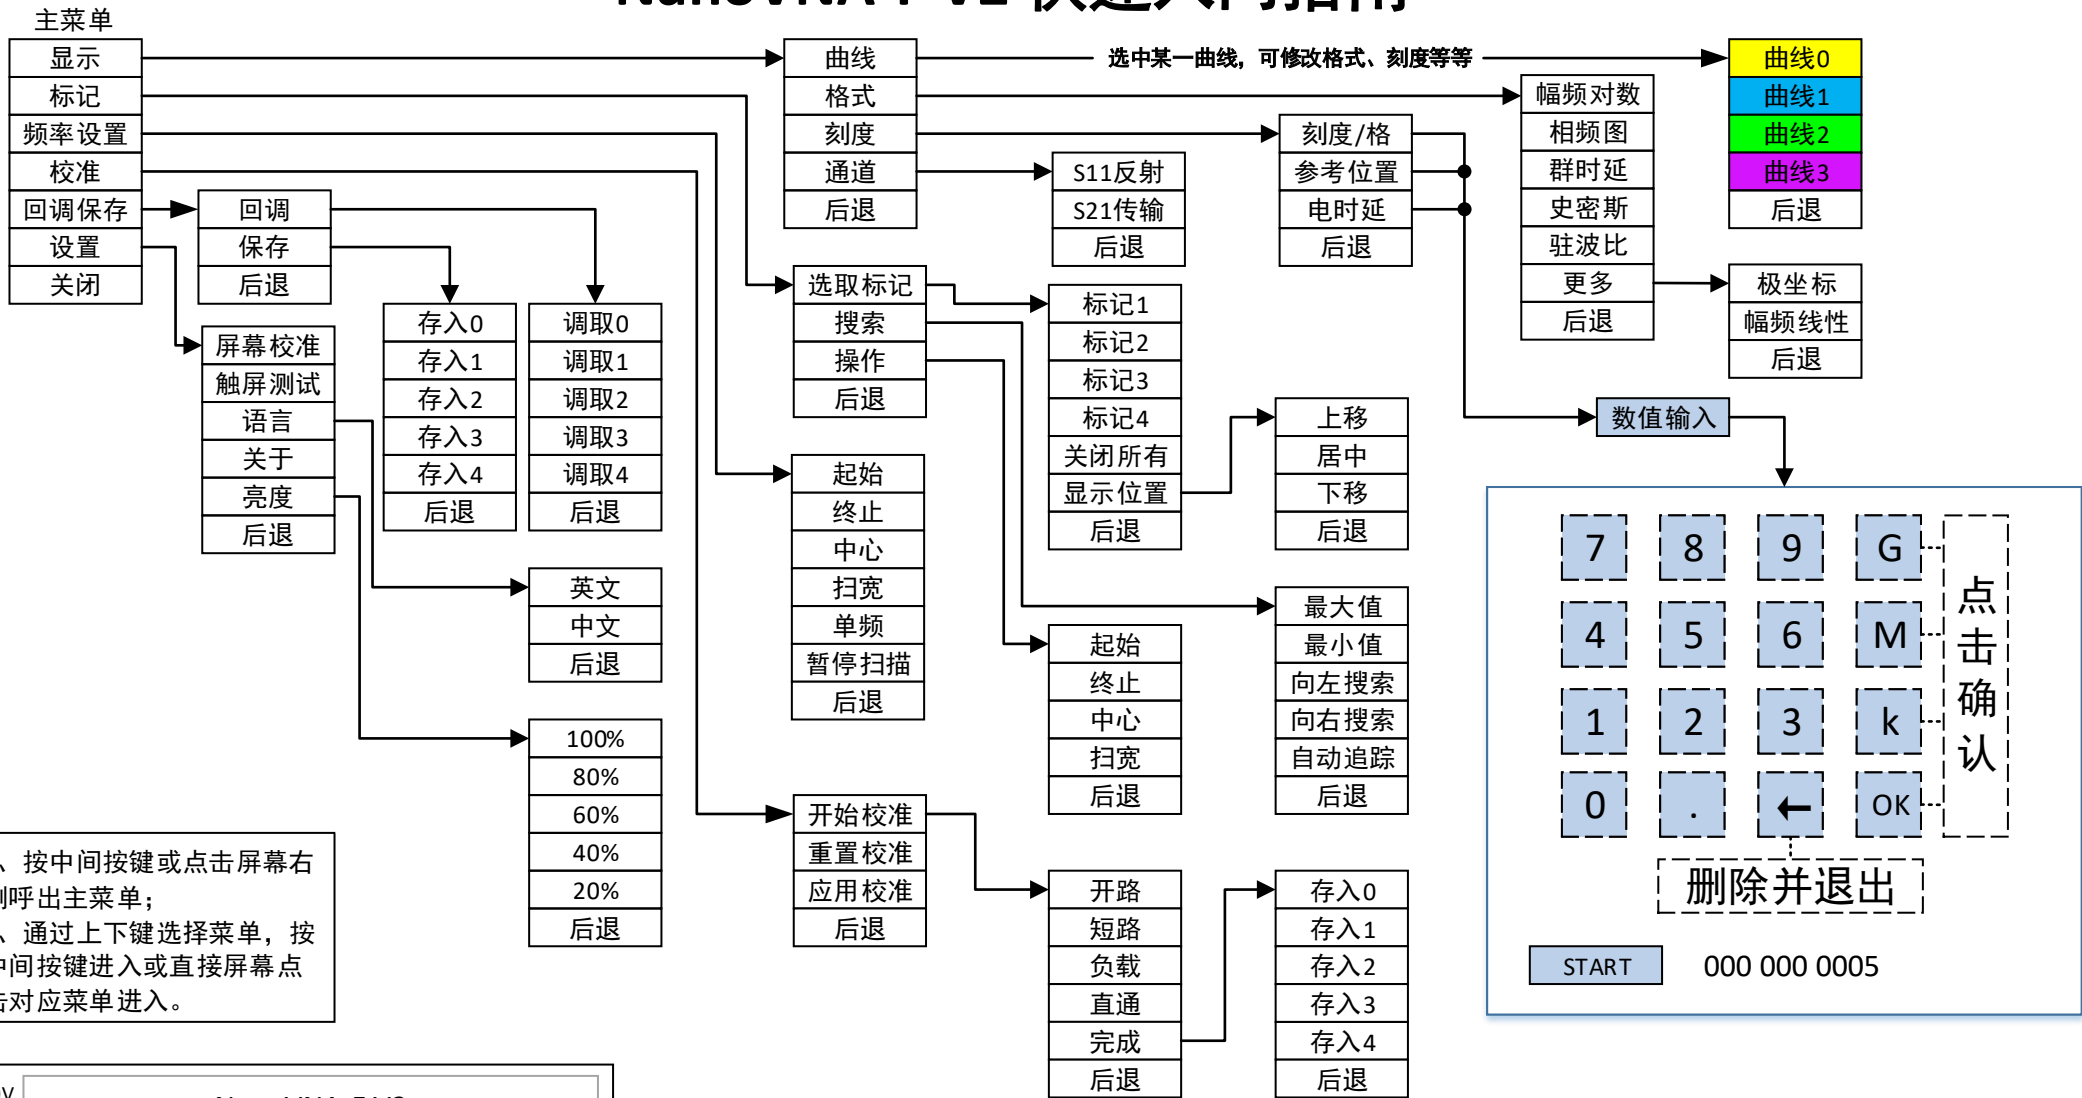 主菜单
显示
标记
频率设置
校准
回调保存
设置
关闭
回调
保存
后退
屏幕校准
触屏测试
语言
关于
亮度
后退
存入0
存入1
存入2
存入3
存入4
后退
调取0
调取1
调取2
调取3
调取4
后退
英文
中文
后退
100%
80%
60%
40%
20%
后退
曲线
格式
刻度
通道
后退
选中某一曲线，可修改格式、刻度等等
曲线0
曲线1
曲线2
曲线3
后退
幅频对数
相频图
群时延
史密斯
驻波比
更多
后退
极坐标
幅频线性
后退
刻度/格
参考位置
电时延
后退
S11反射
S21传输
后退
选取标记
搜索
操作
后退
标记1
标记2
标记3
标记4
关闭所有
显示位置
后退
上移
居中
下移
后退
起始
终止
中心
扫宽
单频
暂停扫描
后退
最大值
最小值
向左搜索
向右搜索
自动追踪
后退
起始
终止
中心
扫宽
后退
开始校准
重置校准
应用校准
后退
开路
短路
负载
直通
完成
后退
存入0
存入1
存入2
存入3
存入4
后退
数值输入
7 8 9 G
4 5 6 M
1 2 3 k
0 . ← OK
点击确认
删除并退出
START 000 000 0005
、按中间按键或点击屏幕右
呼出主菜单；
、通过上下键选择菜单，按
中间按键进入或直接屏幕点
击对应菜单进入。